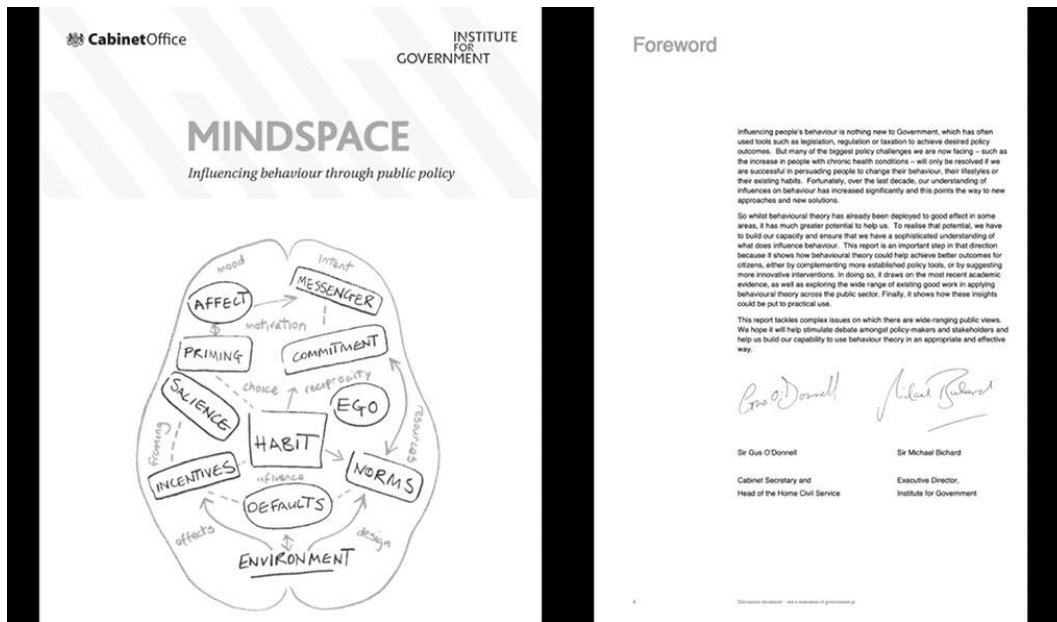 CabinetOffice
INSTITUTE
FOR
GOVERNMENT
MINDSPACE
Influencing behaviour through public policy
mood
intent
AFFECT
MESSENGER
motivation
PRIMING
COMMITMENT
choice
reciprocity
SALIENCE
EGO
HABIT
resources
framing
INCENTIVES
influence
NORMS
DEFAULTS
effects
design
ENVIRONMENT
Foreword
Influencing people's behaviour is nothing new to Government, which has often
used tools such as legislation, regulation or taxation to achieve desired policy
outcomes. But many of the biggest policy challenges we are now facing – such as
the increase in people with chronic health conditions – will only be resolved if we
are successful in persuading people to change their behaviour, their lifestyles or
their existing habits. Fortunately, over the last decade, our understanding of
influences on behaviour has increased significantly and this points the way to new
approaches and new solutions.
So whilst behavioural theory has already been deployed to good effect in some
areas, it has much greater potential to help us. To realise that potential, we have
to build our capacity and ensure that we have a sophisticated understanding of
what does influence behaviour. This report is an important step in that direction
because it shows how behavioural theory could help achieve better outcomes for
citizens, either by complementing more established policy tools, or by suggesting
more innovative interventions. In doing so, it draws on the most recent academic
evidence, as well as exploring the wide range of existing good work in applying
behavioural theory across the public sector. Finally, it shows how these insights
could be put to practical use.
This report tackles complex issues on which there are wide-ranging public views.
We hope it will help stimulate debate amongst policy-makers and stakeholders and
help us build our capability to use behaviour theory in an appropriate and effective
way.
Gus O'Donnell
Michael Bichard
Sir Gus O'Donnell
Sir Michael Bichard
Cabinet Secretary and
Head of the Home Civil Service
Executive Director,
Institute for Government
Discussion document – not a statement of government p